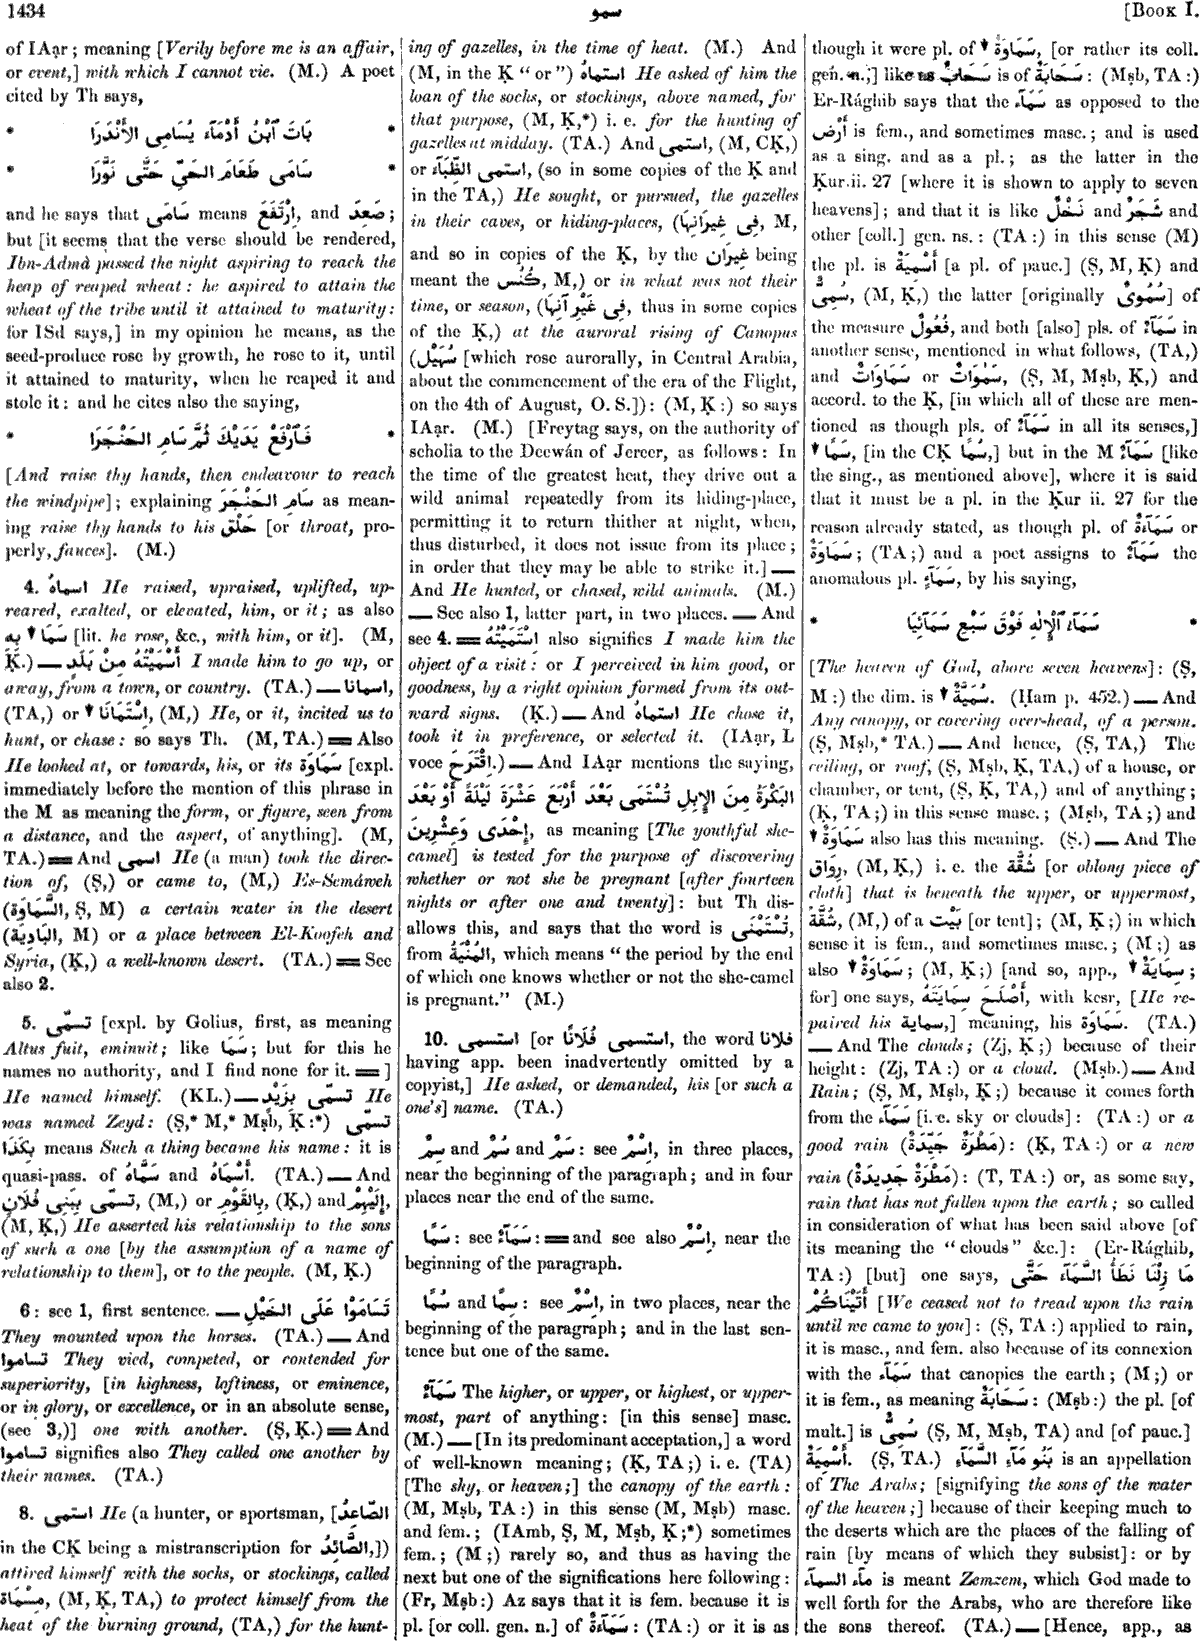 1434
سمو
[BOOK I.
of IAạr; meaning [Verily before me is an affair,
or event,] with which I cannot vie. (M.) A poet
cited by Th says,
* بَاتَ ٱبْنُ أَدْمَآءَ يُسَامِى الأَنْدَرَا *
* سَامَى طَعَامَ الحَىِّ حَتَّى نَوَّرَا *
and he says that سَامَى means اِرْتَفَعَ, and صَعِدَ;
but [it seems that the verse should be rendered,
Ibn-Admà passed the night aspiring to reach the
heap of reaped wheat: he aspired to attain the
wheat of the tribe until it attained to maturity:
for ISd says,] in my opinion he means, as the
seed-produce rose by growth, he rose to it, until
it attained to maturity, when he reaped it and
stole it: and he cites also the saying,
* فَٱرْفَعْ يَدَيْكَ ثُمَّ سَامِ الحَنْجَرَا *
[And raise thy hands, then endeavour to reach
the windpipe]; explaining سَامِ الحَنْجَرَ as mean-
ing raise thy hands to his حَلْق [or throat, pro-
perly, fauces]. (M.)
4. اسماهُ He raised, upraised, uplifted, up-
reared, exalted, or elevated, him, or it; as also
سَمَا بِهِ [lit. he rose, &c., with him, or it]. (M,
Ḳ.) — أَسْمَيْتُهُ مِنْ بَلَدٍ I made him to go up, or
away, from a town, or country. (TA.) — اسمانا,
(TA,) or اسْتَمَانَا, (M,) He, or it, incited us to
hunt, or chase: so says Th. (M, TA.) = Also
He looked at, or towards, his, or its سَمَاوَة [expl.
immediately before the mention of this phrase in
the M as meaning the form, or figure, seen from
a distance, and the aspect, of anything]. (M,
TA.) = And اسمى He (a man) took the direc-
tion of, (Ṣ,) or came to, (M,) Es-Semáweh
(السَّمَاوَة, Ṣ, M) a certain water in the desert
(البَادِيَة, M) or a place between El-Koofeh and
Syria, (Ḳ,) a well-known desert. (TA.) = See
also 2.
5. تسمّى [expl. by Golius, first, as meaning
Altus fuit, eminuit; like سَمَا; but for this he
names no authority, and I find none for it. = ]
He named himself. (KL.) — تسمّى بِزَيْدٍ He
was named Zeyd: (Ṣ,* M,* Mṣb, Ḳ:*) تسمّى
بِكَذَا means Such a thing became his name: it is
quasi-pass. of سَمَّاهُ and أَسْمَاهُ. (TA.) — And
تسمّى بِبَنِى فُلَانٍ, (M,) or بِالقَوْمِ, (Ḳ,) and إِلَيْهِمْ,
(M, Ḳ,) He asserted his relationship to the sons
of such a one [by the assumption of a name of
relationship to them], or to the people. (M, Ḳ.)
6: see 1, first sentence. — تَسَامَوْا عَلَى الخَيْلِ
They mounted upon the horses. (TA.) — And
تساموا They vied, competed, or contended for
superiority, [in highness, loftiness, or eminence,
or in glory, or excellence, or in an absolute sense,
(see 3,)] one with another. (Ṣ, Ḳ.) = And
تساموا signifies also They called one another by
their names. (TA.)
8. استمى He (a hunter, or sportsman, [الصَّاعِدُ
in the CḲ being a mistranscription for الصَّائِدُ,])
attired himself with the socks, or stockings, called
مِسْمَاة, (M, Ḳ, TA,) to protect himself from the
heat of the burning ground, (TA,) for the hunt-
ing of gazelles, in the time of heat. (M.) And
(M, in the Ḳ “or”) استماهُ He asked of him the
loan of the socks, or stockings, above named, for
that purpose, (M, Ḳ,*) i. e. for the hunting of
gazelles at midday. (TA.) And استمى, (M, CḲ,)
or استمى الظِّبَآءَ, (so in some copies of the Ḳ and
in the TA,) He sought, or pursued, the gazelles
in their caves, or hiding-places, (فِى غِيرَانِهَا, M,
and so in copies of the Ḳ, by the غِيرَان being
meant the كُنُس, M,) or in what was not their
time, or season, (فِى غَيْرِ آنِهَا, thus in some copies
of the Ḳ,) at the auroral rising of Canopus
(سُهَيْل [which rose aurorally, in Central Arabia,
about the commencement of the era of the Flight,
on the 4th of August, O. S.]): (M, Ḳ:) so says
IAạr. (M.) [Freytag says, on the authority of
scholia to the Deewán of Jereer, as follows: In
the time of the greatest heat, they drive out a
wild animal repeatedly from its hiding-place,
permitting it to return thither at night, when,
thus disturbed, it does not issue from its place;
in order that they may be able to strike it.] —
And He hunted, or chased, wild animals. (M.)
— See also 1, latter part, in two places. — And
see 4. = اِسْتَمَيْتُهُ also signifies I made him the
object of a visit: or I perceived in him good, or
goodness, by a right opinion formed from its out-
ward signs. (Ḳ.) — And استماهُ He chose it,
took it in preference, or selected it. (IAạr, L
voce اِقْتَرَحَ.) — And IAạr mentions the saying,
البَكْرَةُ مِنَ الإِبِلِ تُسْتَمَى بَعْدَ أَرْبَعَ عَشْرَةَ لَيْلَةً أَوْ بَعْدَ
إِحْدَى وَعِشْرِينَ, as meaning [The youthful she-
camel] is tested for the purpose of discovering
whether or not she be pregnant [after fourteen
nights or after one and twenty]: but Th dis-
allows this, and says that the word is تُسْتَمْنَى,
from المُنْيَةُ, which means “the period by the end
of which one knows whether or not the she-camel
is pregnant.” (M.)
10. استسمى [or استسمى فُلَانًا, the word فلانا
having app. been inadvertently omitted by a
copyist,] He asked, or demanded, his [or such a
one's] name. (TA.)
سِمْ and سُمْ and سَمْ: see اِسْمْ, in three places,
near the beginning of the paragraph; and in four
places near the end of the same.
سَمًا: see سَمَآءٌ: = and see also اِسْمْ, near the
beginning of the paragraph.
سُمًا and سِمًا: see اِسْمْ, in two places, near the
beginning of the paragraph; and in the last sen-
tence but one of the same.
سَمَآءٌ The higher, or upper, or highest, or upper-
most, part of anything: [in this sense] masc.
(M.) — [In its predominant acceptation,] a word
of well-known meaning; (Ḳ, TA;) i. e. (TA)
[The sky, or heaven;] the canopy of the earth:
(M, Mṣb, TA:) in this sense (M, Mṣb) masc.
and fem.; (IAmb, Ṣ, M, Mṣb, Ḳ;*) sometimes
fem.; (M;) rarely so, and thus as having the
next but one of the significations here following:
(Fr, Mṣb:) Az says that it is fem. because it is
pl. [or coll. gen. n.] of سَمَآءَةٌ: (TA:) or it is as
though it were pl. of سَمَاوَةٌ, [or rather its coll.
gen. n.;] like as سَحَابٌ is of سَحَابَةٌ: (Mṣb, TA:)
Er-Rághib says that the سَمَآء as opposed to the
أَرْض is fem., and sometimes masc.; and is used
as a sing. and as a pl.; as the latter in the
Ḳur.ii. 27 [where it is shown to apply to seven
heavens]; and that it is like نَخْلٌ and شَجَرٌ and
other [coll.] gen. ns.: (TA:) in this sense (M)
the pl. is أَسْمِيَةٌ [a pl. of pauc.] (Ṣ, M, Ḳ) and
سُمِىٌّ, (M, Ḳ,) the latter [originally سُمُوىٌ] of
the measure فُعُولٌ, and both [also] pls. of سَمَآءٌ in
another sense, mentioned in what follows, (TA,)
and سَمَاوَاتٌ or سَمٰوَاتٌ, (Ṣ, M, Mṣb, Ḳ,) and
accord. to the Ḳ, [in which all of these are men-
tioned as though pls. of سَمَآءٌ in all its senses,]
سَمًا, [in the CḲ سُمًا,] but in the M سَمَآءٌ [like
the sing., as mentioned above], where it is said
that it must be a pl. in the Ḳur ii. 27 for the
reason already stated, as though pl. of سَمَآءَةٌ or
سَمَاوَةٌ; (TA;) and a poet assigns to سَمَآءٌ the
anomalous pl. سَمَآءٍ, by his saying,
* سَمَآءُ ٱلْإِلٰهِ فَوْقَ سَبْعِ سَمَآئِيَا *
[The heaven of God, above seven heavens]: (Ṣ,
M:) the dim. is سُمَيَّةٌ. (Ḥam p. 452.) — And
Any canopy, or covering over-head, of a person.
(Ṣ, Mṣb,* TA.) — And hence, (Ṣ, TA,) The
ceiling, or roof, (Ṣ, Mṣb, Ḳ, TA,) of a house, or
chamber, or tent, (Ṣ, Ḳ, TA,) and of anything;
(Ḳ, TA;) in this sense masc.; (Mṣb, TA;) and
سَمَاوَةٌ also has this meaning. (Ṣ.) — And The
رِوَاق, (M, Ḳ,) i. e. the شُقَّة [or oblong piece of
cloth] that is beneath the upper, or uppermost,
شُقَّة, (M,) of a بَيْت [or tent]; (M, Ḳ;) in which
sense it is fem., and sometimes masc.; (M;) as
also سَمَاوَةٌ; (M, Ḳ;) [and so, app., سِمَايَةٌ;
for] one says, أَصْلَحَ سِمَايَتَهُ, with kesr, [He re-
paired his سماية,] meaning, his سَمَاوَة. (TA.)
— And The clouds; (Zj, Ḳ;) because of their
height: (Zj, TA:) or a cloud. (Mṣb.) — And
Rain; (Ṣ, M, Mṣb, Ḳ;) because it comes forth
from the سَمَآء [i. e. sky or clouds]: (TA:) or a
good rain (مَطْرَةٌ جَيِّدَةٌ): (Ḳ, TA:) or a new
rain (مَطْرَةٌ جَدِيدَةٌ): (T, TA:) or, as some say,
rain that has not fallen upon the earth; so called
in consideration of what has been said above [of
its meaning the “clouds” &c.]: (Er-Rághib,
TA:) [but] one says, مَا زِلْنَا نَطَأُ السَّمَآءَ حَتَّى
أَتَيْنَاكُمْ [We ceased not to tread upon the rain
until we came to you]: (Ṣ, TA:) applied to rain,
it is masc., and fem. also because of its connexion
with the سَمَآء that canopies the earth; (M;) or
it is fem., as meaning سَحَابَةٌ: (Mṣb:) the pl. [of
mult.] is سُمِىٌّ (Ṣ, M, Mṣb, TA) and [of pauc.]
أَسْمِيَةٌ. (Ṣ, TA.) بَنُو مَآءِ السَّمَآءِ is an appellation
of The Arabs; [signifying the sons of the water
of the heaven;] because of their keeping much to
the deserts which are the places of the falling of
rain [by means of which they subsist]: or by
مآء السمآء is meant Zemzem, which God made to
well forth for the Arabs, who are therefore like
the sons thereof. (TA.) — [Hence, app., as